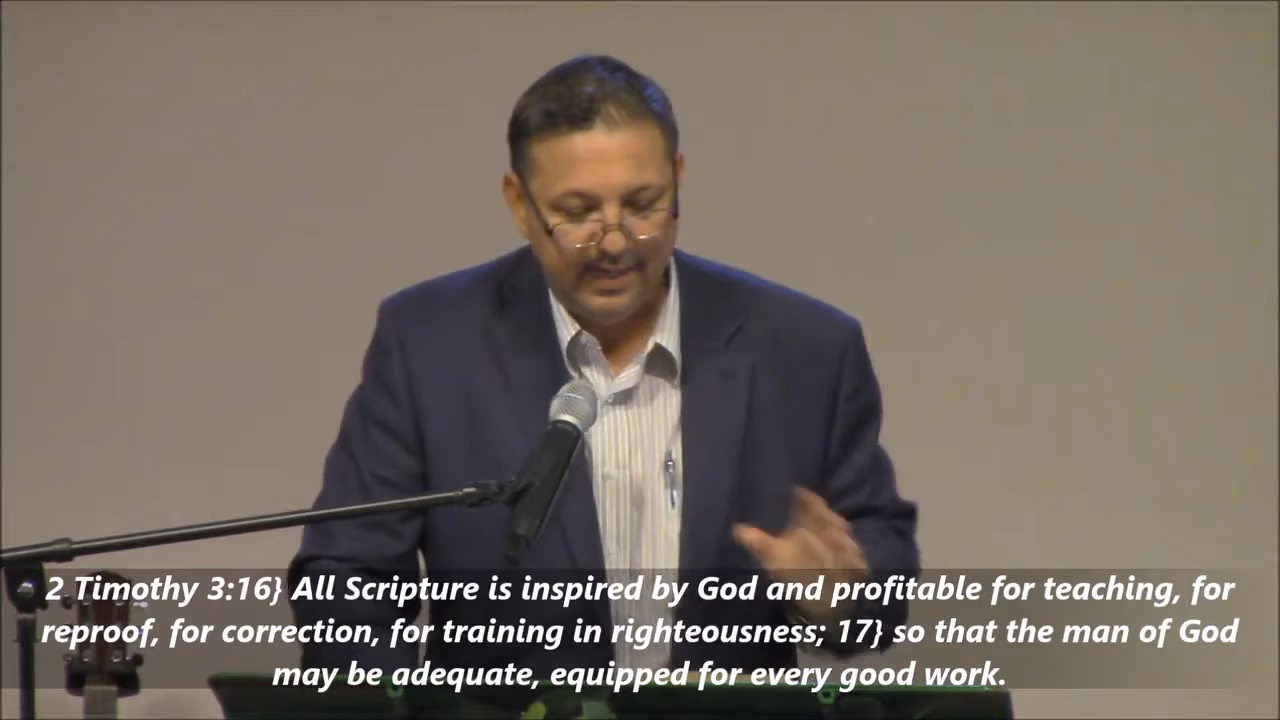 2 Timothy 3:16} All Scripture is inspired by God and profitable for teaching, for
reproof, for correction, for training in righteousness; 17} so that the man of God
may be adequate, equipped for every good work.